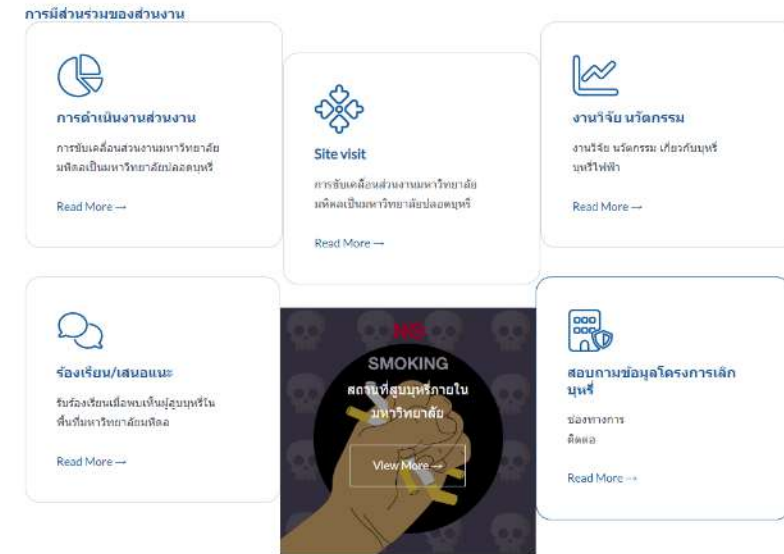 การมีส่วนร่วมของส่วนงาน
การดำเนินงานส่วนงาน
การขับเคลื่อนส่วนงานมหาวิทยาลัย
มหิดลเป็นมหาวิทยาลัยปลอดบุหรี่
Read More →
Site visit
การขับเคลื่อนส่วนงานมหาวิทยาลัย
มหิดลเป็นมหาวิทยาลัยปลอดบุหรี่
Read More →
งานวิจัย นวัตกรรม
งานวิจัย นวัตกรรม เกี่ยวกับบุหรี่
บุหรี่ไฟฟ้า
Read More →
ร้องเรียน/เสนอแนะ
รับร้องเรียนเมื่อพบเห็นผู้สูบบุหรี่ใน
พื้นที่มหาวิทยาลัยมหิดล
Read More →
NO
SMOKING
สถานที่สูบบุหรี่ภายใน
มหาวิทยาลัย
View More →
สอบถามข้อมูลโครงการเลิก
บุหรี่
ช่องทางการ
ติดต่อ
Read More →